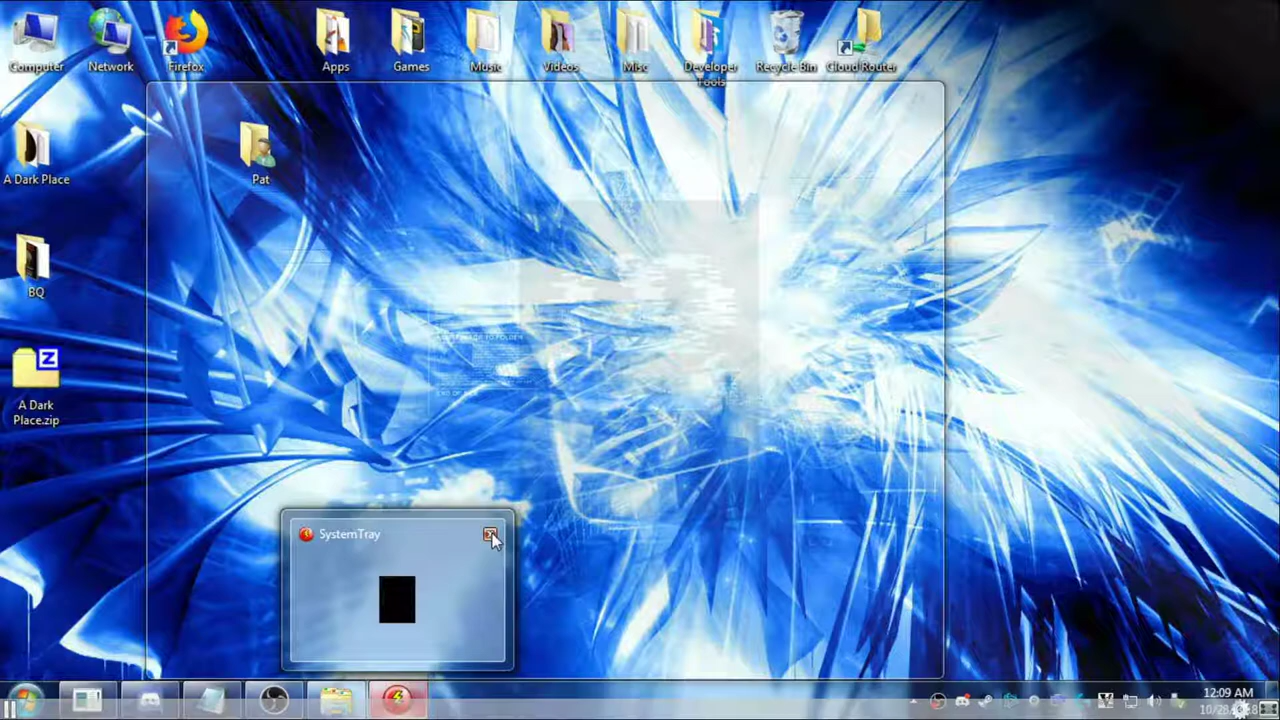 Computer
Network
Firefox
Apps
Games
Music
Videos
Misc
Developer
Tools
Recycle Bin
Cloud Router
A Dark Place
Pat
BQ
Z
A Dark
Place.zip
SystemTray
12:09 AM